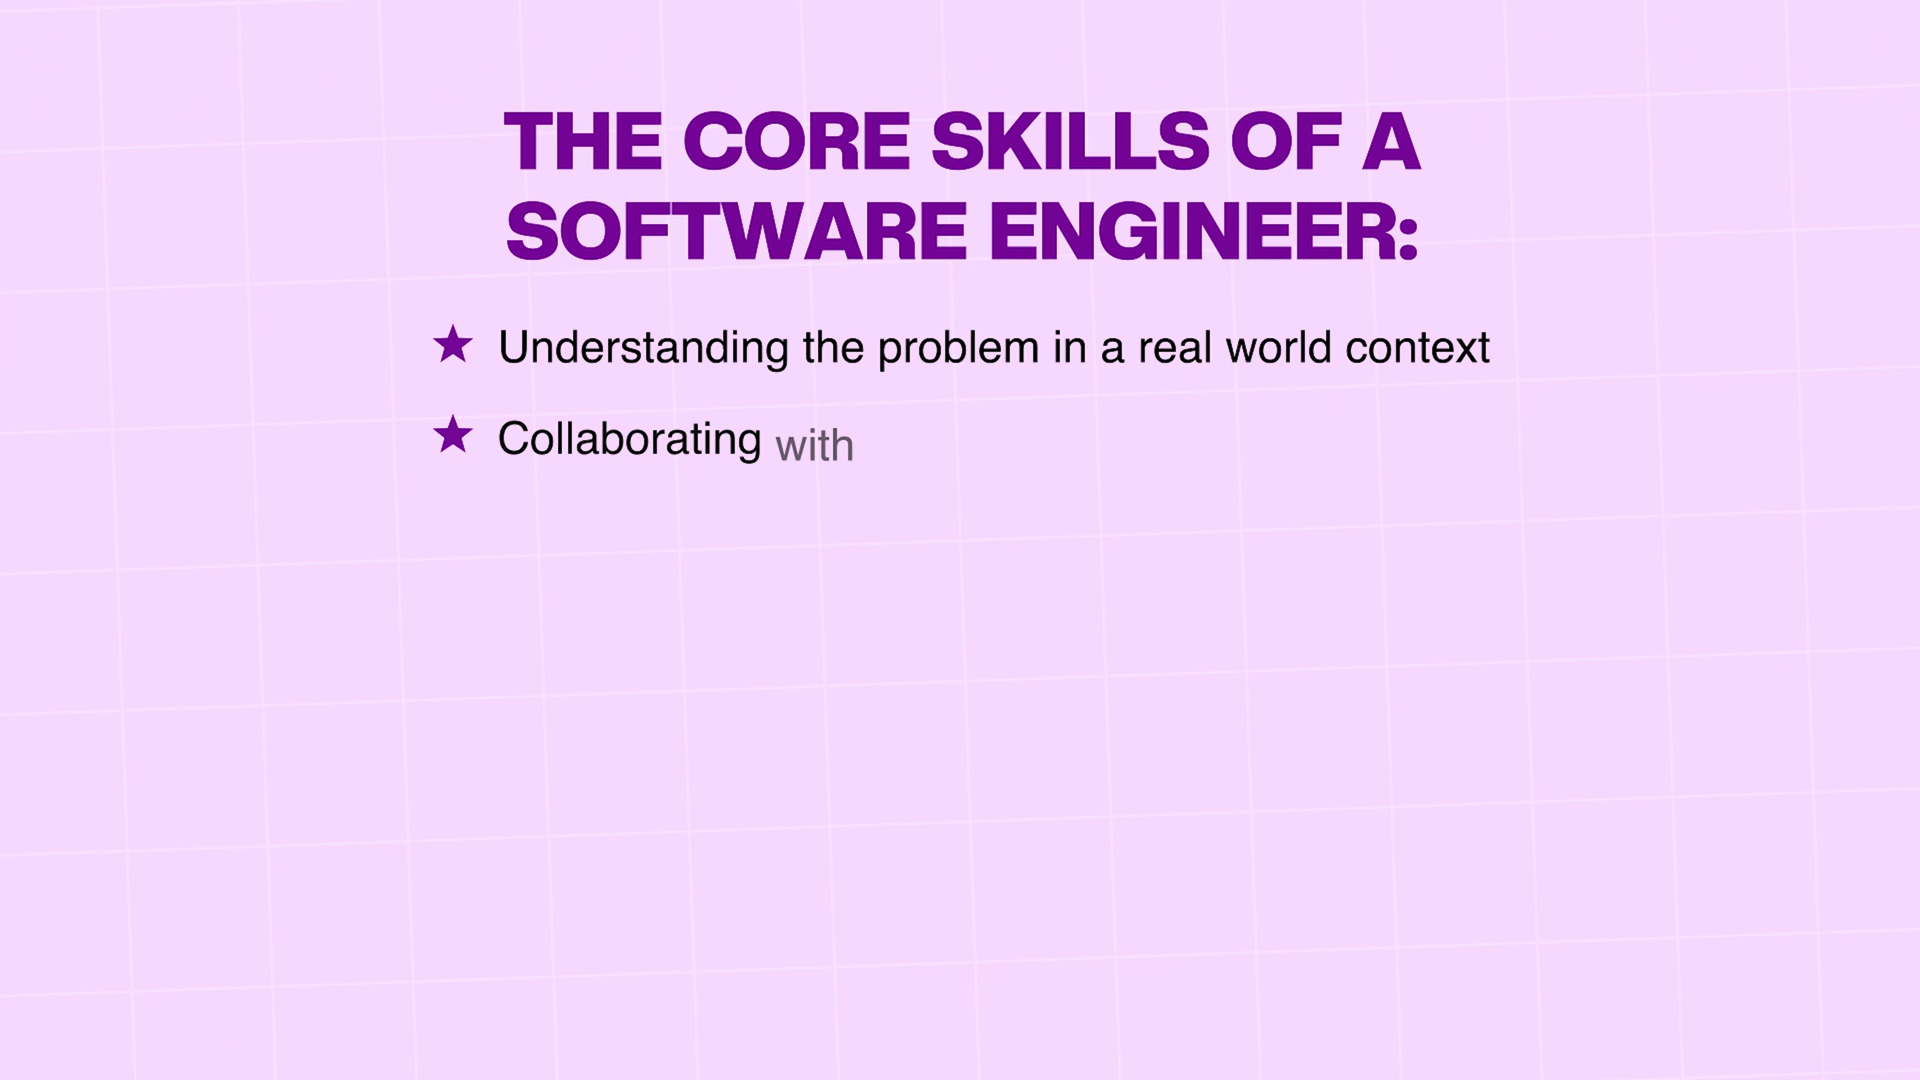 THE CORE SKILLS OF A
SOFTWARE ENGINEER:
★ Understanding the problem in a real world context
★ Collaborating with